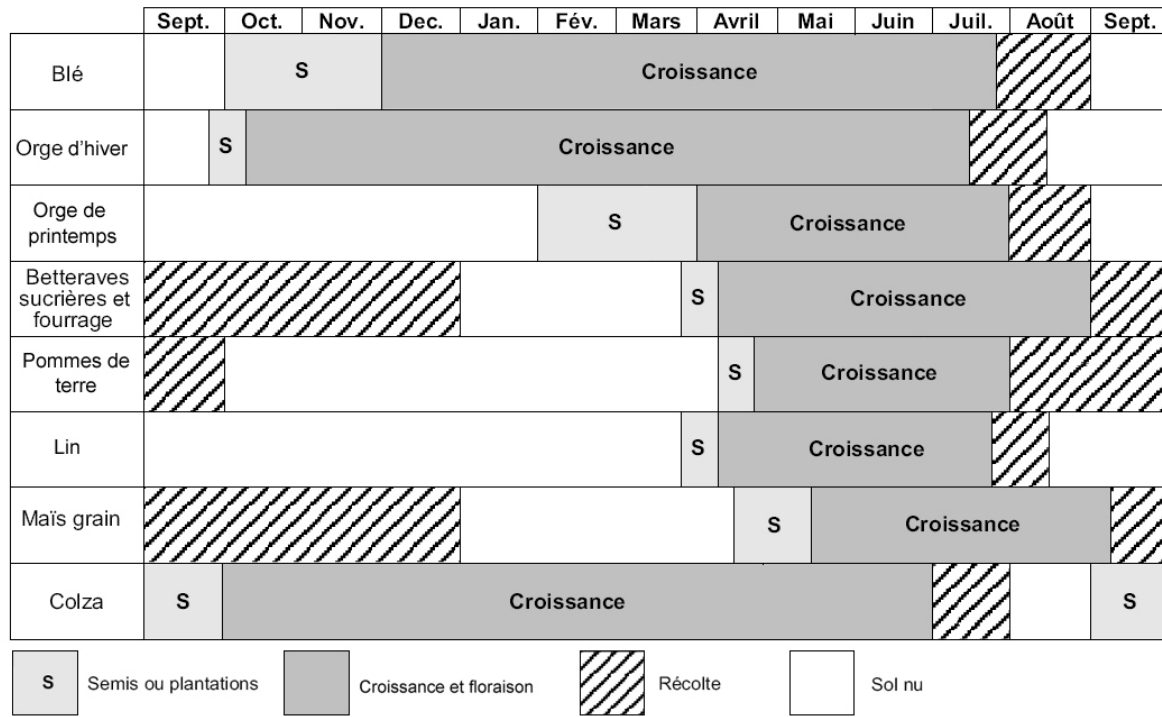 Sept. Oct. Nov. Dec. Jan. Fév. Mars Avril Mai Juin Juil. Août Sept.
Blé S Croissance
Orge d'hiver S Croissance
Orge de
printemps S Croissance
Betteraves
sucrières et
fourrage S Croissance
Pommes de
terre S Croissance
Lin S Croissance
Maïs grain S Croissance
Colza S Croissance S
S Semis ou plantations Croissance et floraison Récolte Sol nu